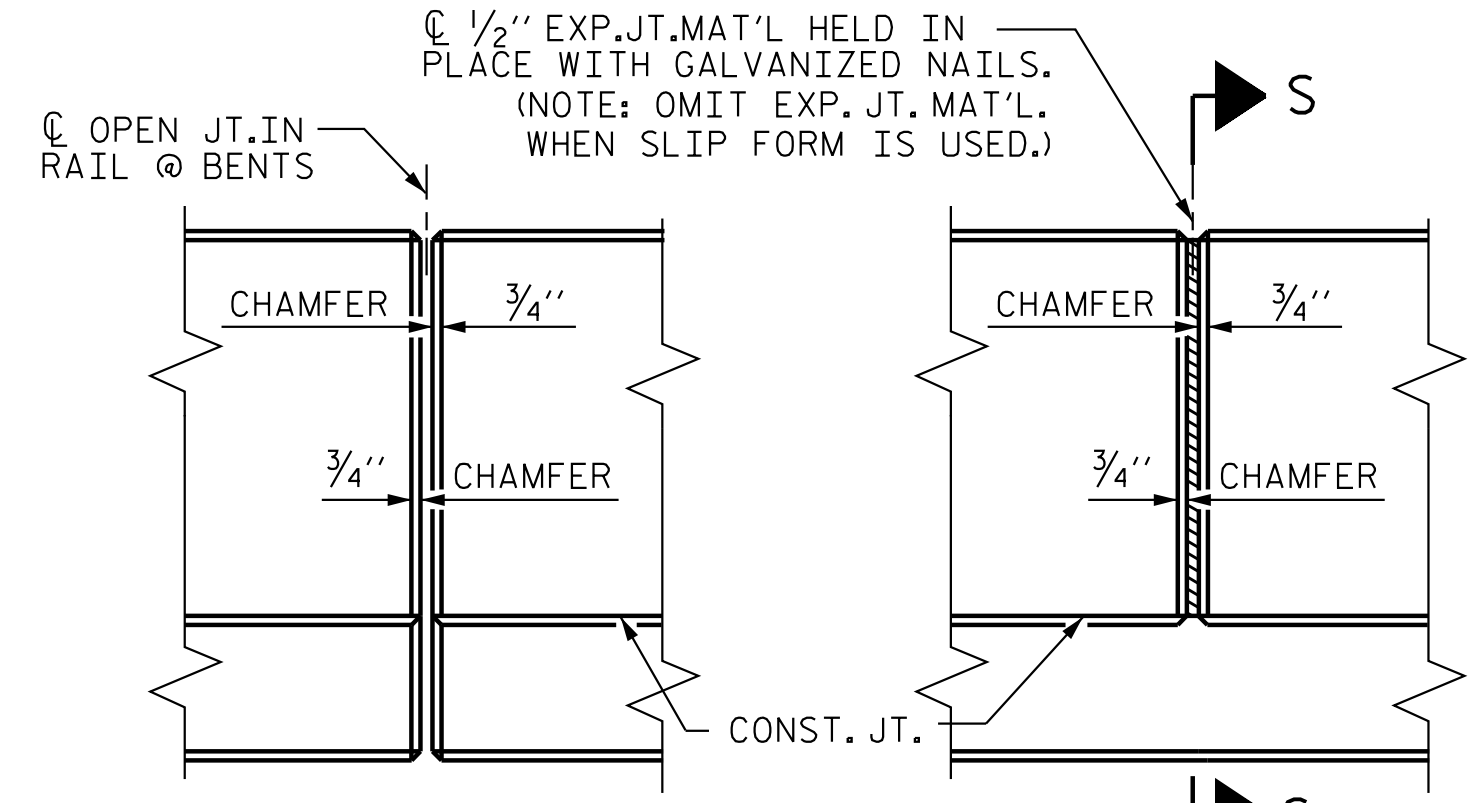 ℄ 1/2" EXP.JT.MAT'L HELD IN
PLACE WITH GALVANIZED NAILS.
(NOTE: OMIT EXP. JT. MAT'L.
WHEN SLIP FORM IS USED.)
S
℄ OPEN JT.IN
RAIL @ BENTS
CHAMFER
3/4"
CHAMFER
3/4"
3/4"
CHAMFER
3/4"
CHAMFER
CONST. JT.